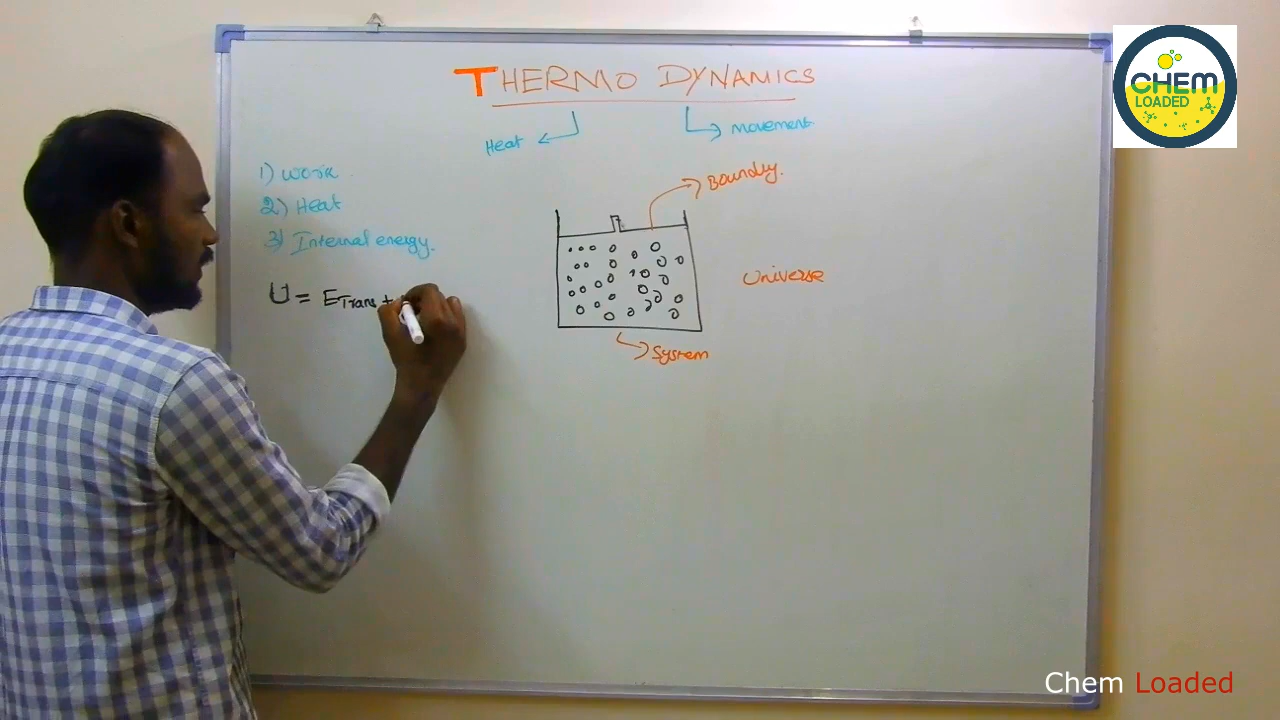 THERMO DYNAMICS
Heat
movement
1) work
2) Heat
3) Internal energy.
U = ETrans +
Boundry.
Universe
System
CHEM
LOADED
Chem Loaded